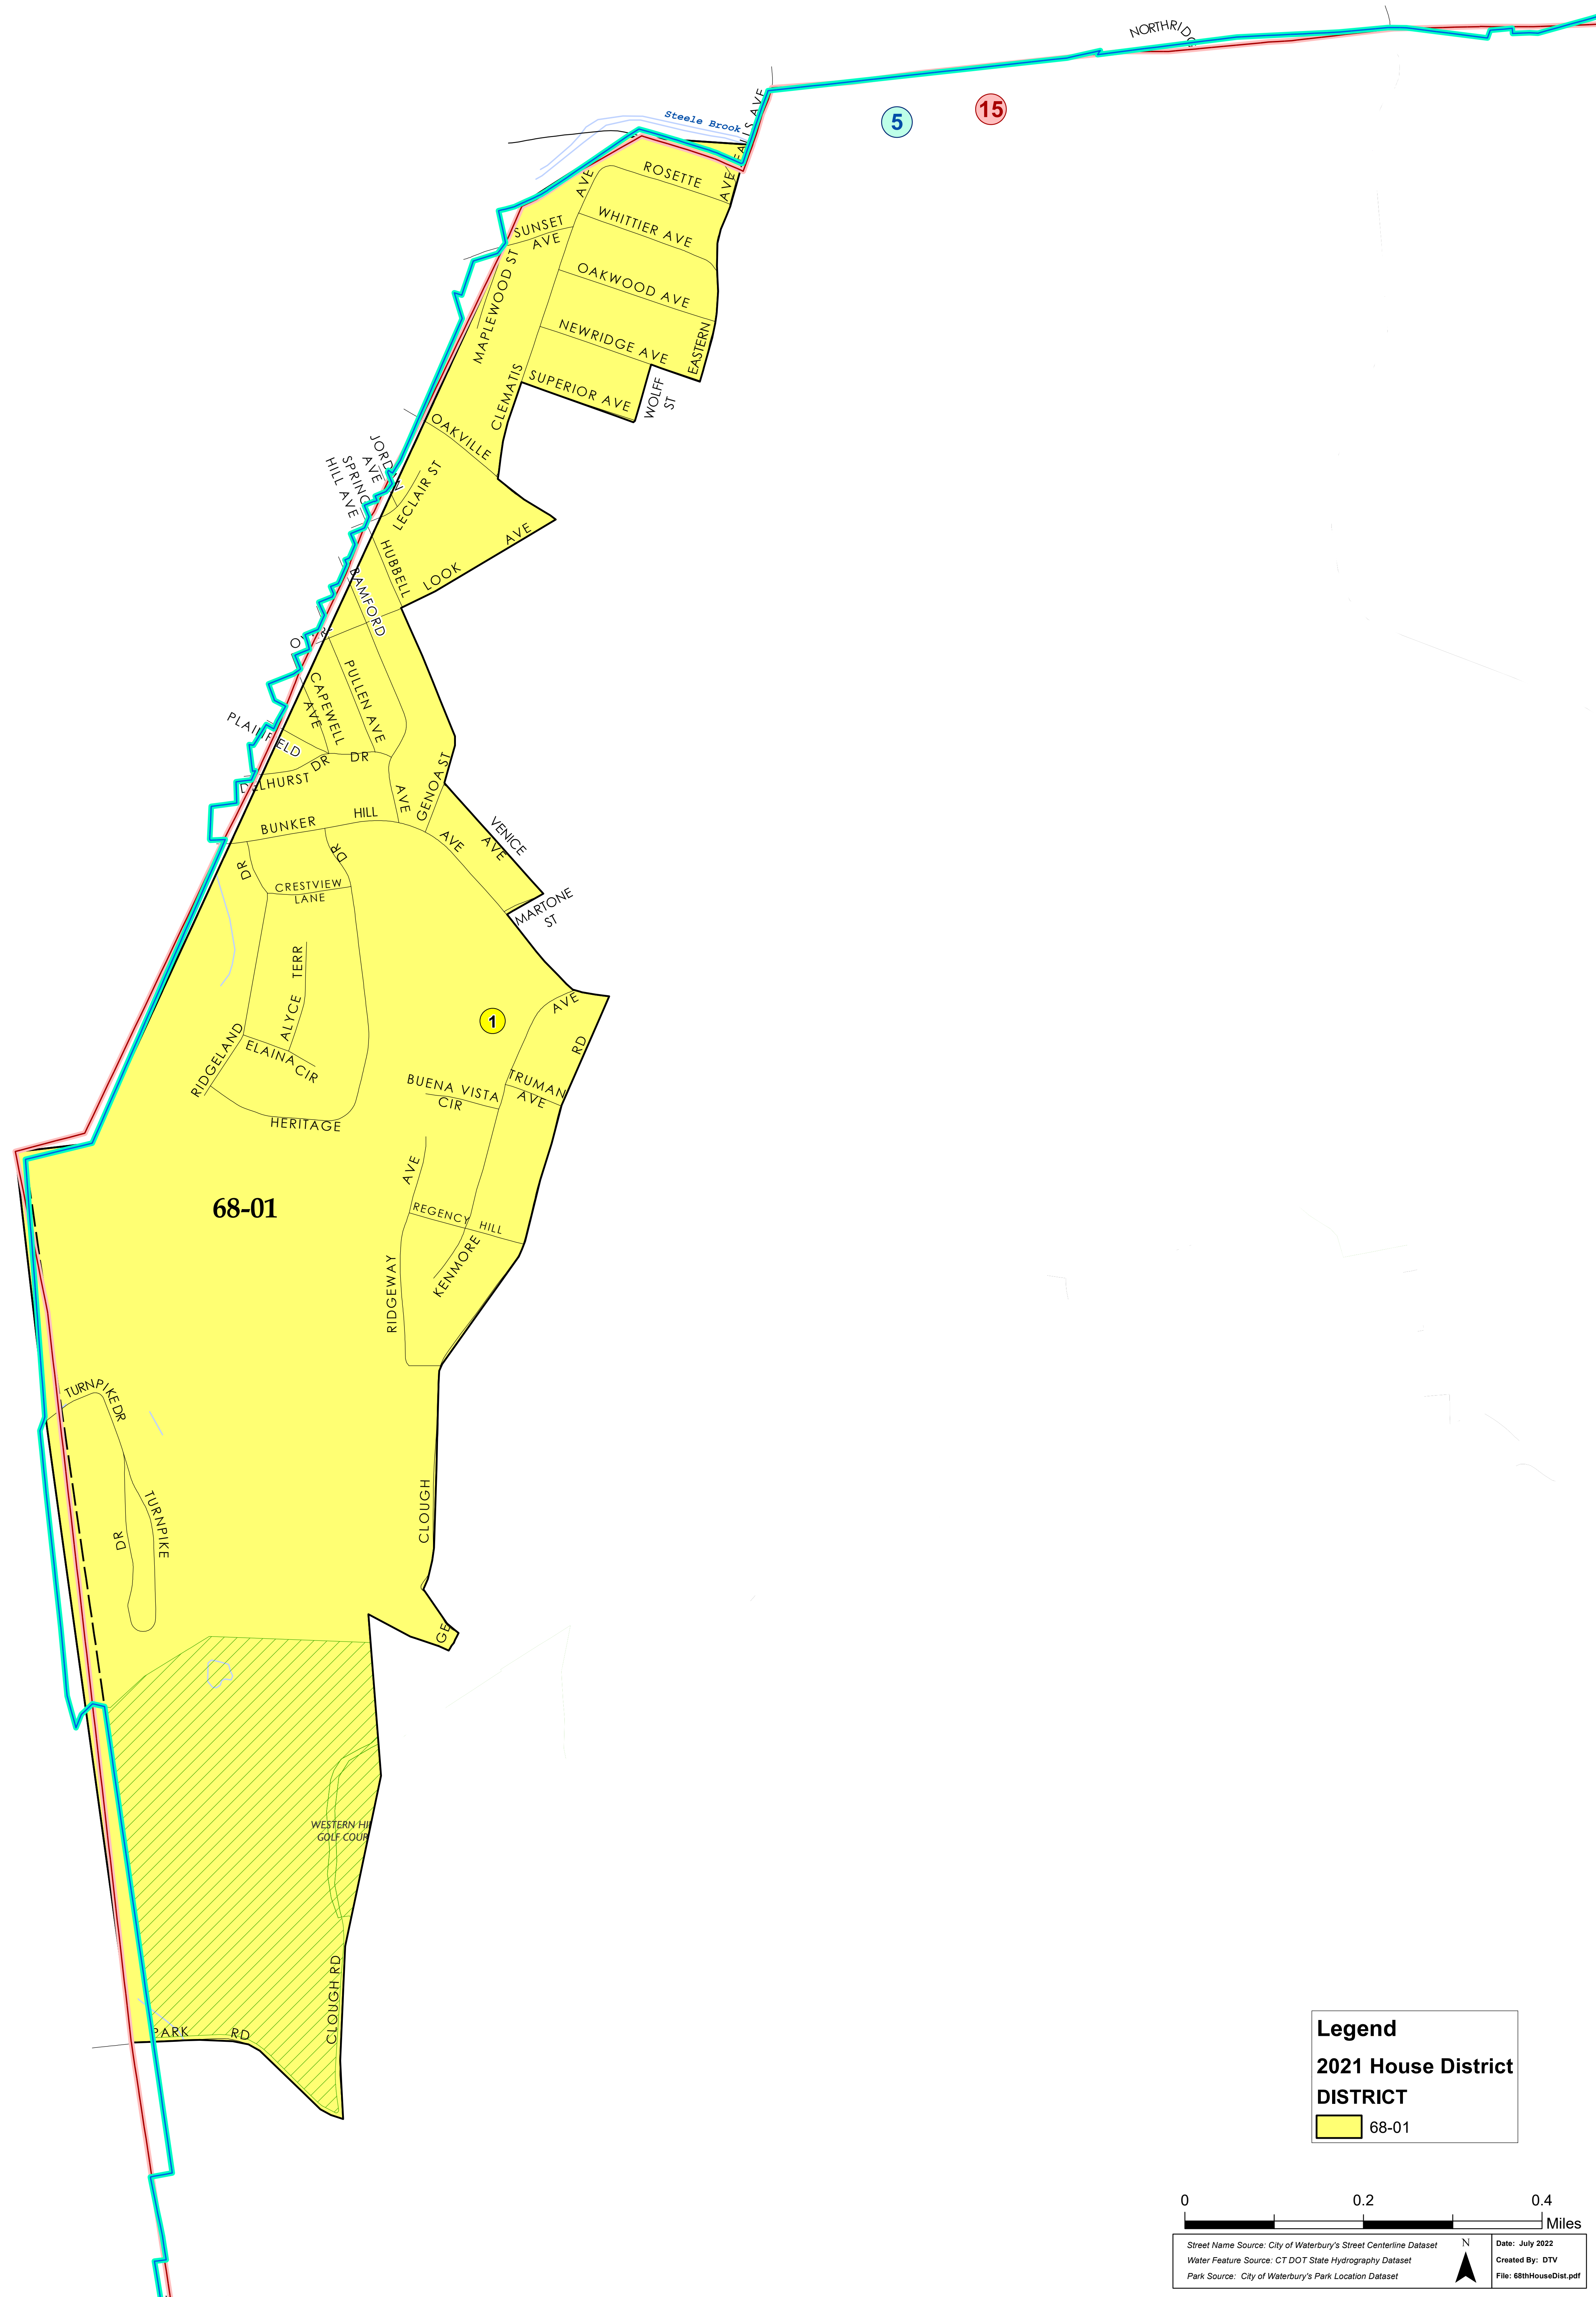 NORTHRIDG
5
15
Steele Brook
FALLS AVE
AVE
ROSETTE
AVE
WHITTIER AVE
SUNSET
AVE
OAKWOOD AVE
MAPLEWOOD ST
NEWRIDGE AVE
EASTERN
SUPERIOR AVE
WOLFF
ST
CLEMATIS
OAKVILLE
JORDAN
AVE
SPRING
HILL AVE
LECLAIR ST
AVE
HUBBELL
LOOK
BAMFORD
PULLEN AVE
CAPEWELL
AVE
PLAINFIELD
DR
DR
DELHURST
GENOA ST
AVE
BUNKER
HILL
AVE
VENICE
AVE
DR
DR
CRESTVIEW
LANE
MARTONE
ST
ALYCE TERR
AVE
1
RD
RIDGELAND
ELAINA
CIR
BUENA VISTA
CIR
TRUMAN
AVE
HERITAGE
AVE
68-01
REGENCY HILL
KENMORE
RIDGEWAY
TURNPIKE DR
CLOUGH
TURNPIKE
DR
GE
WESTERN HI
GOLF COUR
CLOUGH RD
PARK RD
Legend
2021 House District
DISTRICT
68-01
0 0.2 0.4
Miles
Street Name Source: City of Waterbury's Street Centerline Dataset
Water Feature Source: CT DOT State Hydrography Dataset
Park Source: City of Waterbury's Park Location Dataset
N
Date: July 2022
Created By: DTV
File: 68thHouseDist.pdf